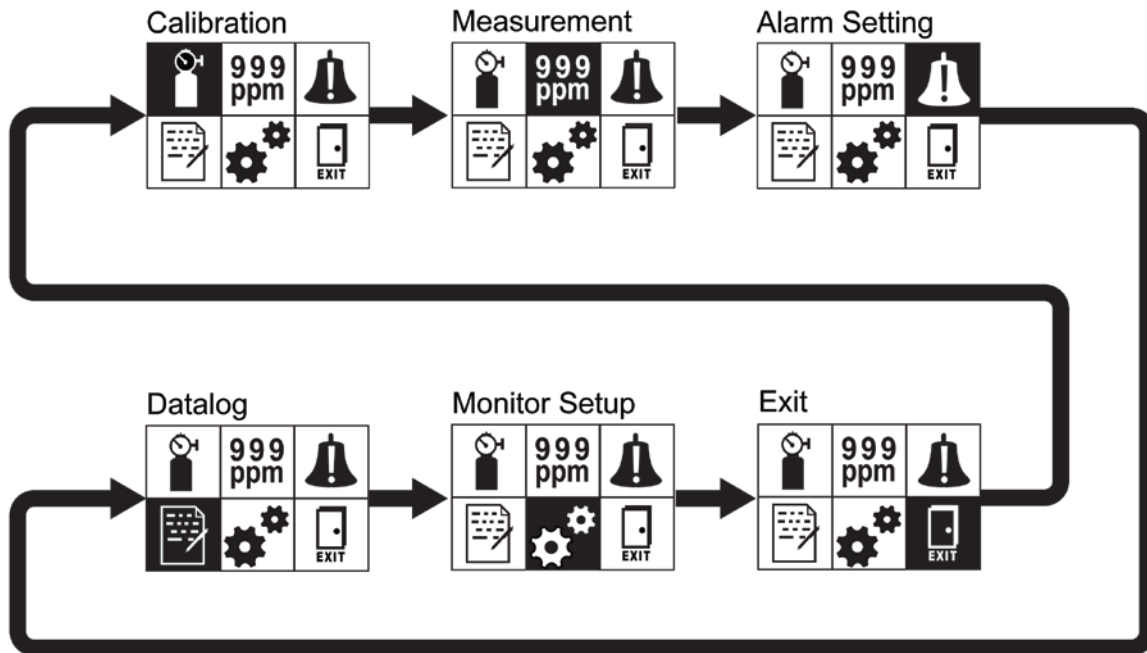 Calibration
Measurement
Alarm Setting
999
ppm
EXIT
999
ppm
EXIT
999
ppm
EXIT
Datalog
Monitor Setup
Exit
999
ppm
EXIT
999
ppm
EXIT
999
ppm
EXIT